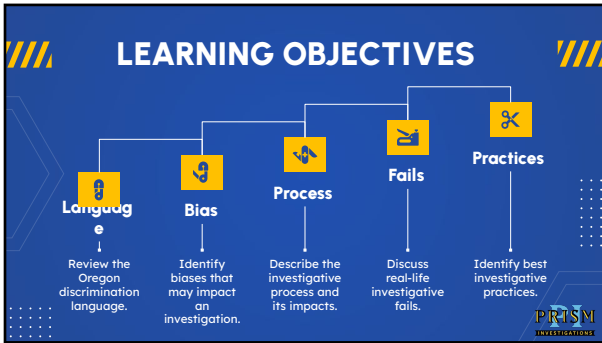 LEARNING OBJECTIVES
Languag
e
Review the
Oregon
discrimination
language.
Bias
Identify
biases that
may impact
an
investigation.
Process
Describe the
investigative
process and
its impacts.
Fails
Discuss
real-life
investigative
fails.
Practices
Identify best
investigative
practices.
PI
PRISM
INVESTIGATIONS